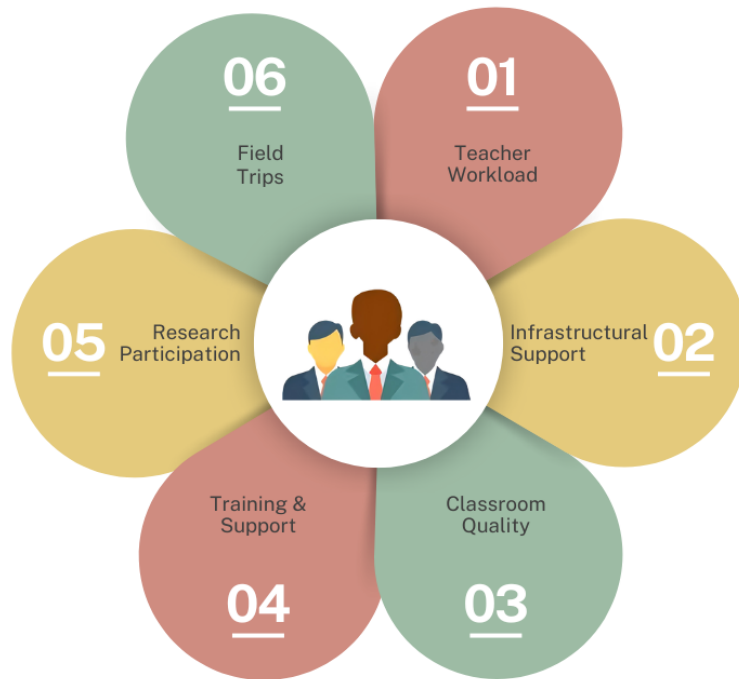 01
Teacher
Workload
02
Infrastructural
Support
03
Classroom
Quality
04
Training &
Support
05
Research
Participation
06
Field
Trips